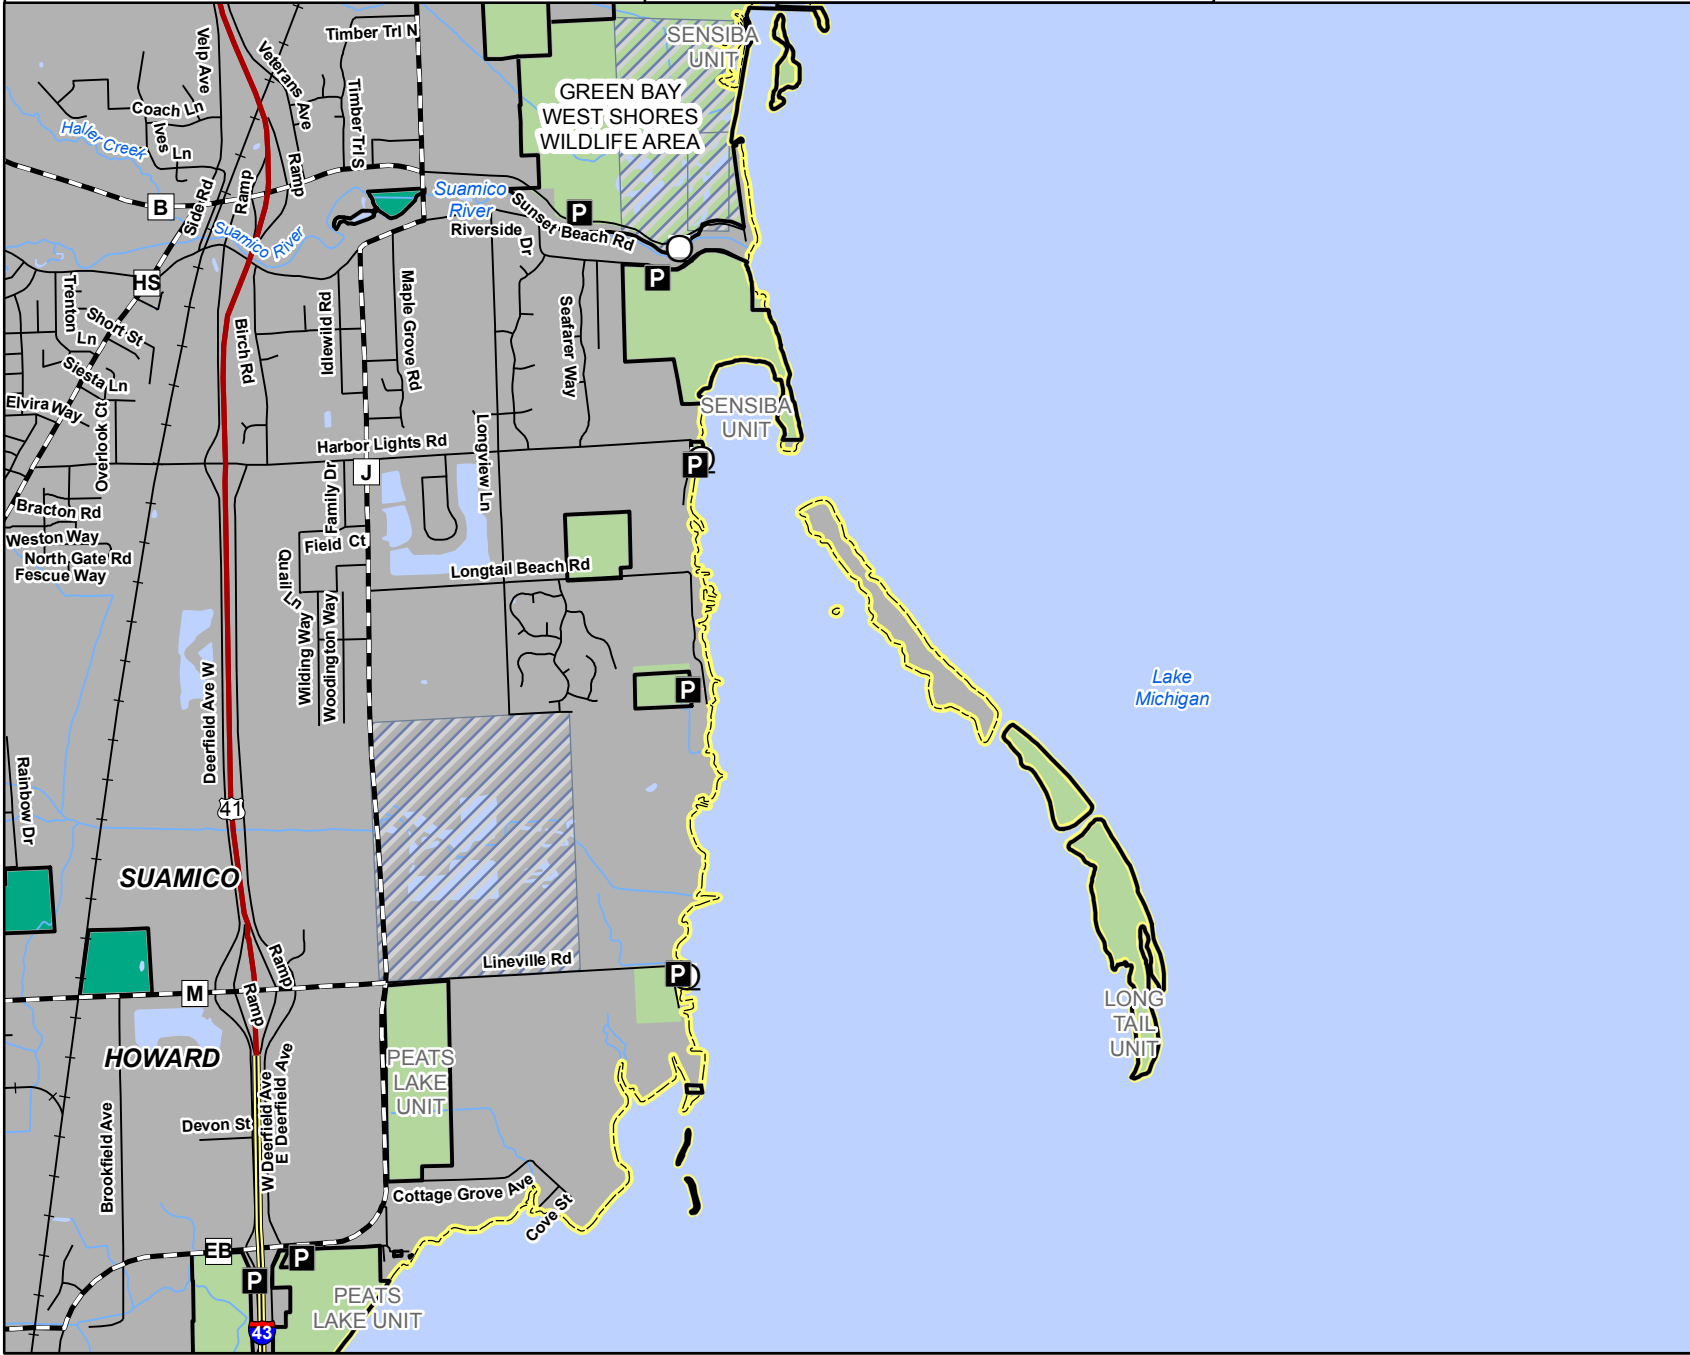 Timber Trl N
SENSIBA
UNIT
Velp Ave
Veterans Ave
Timber Trl S
GREEN BAY
WEST SHORES
WILDLIFE AREA
Coach Ln
Ives
Ln
Haller Creek
Ramp
Ramp
Side Rd
B
Suamico
River
Suamico River
P
Sunset Beach Rd
Riverside
Dr
P
HS
Trenton
Ln
Short St
Siesta Ln
Birch Rd
Idlewild Rd
Maple Grove Rd
Seafarer Way
Elvira Way
Overlook Ct
SENSIBA
UNIT
Harbor Lights Rd
Longview Ln
J
P
Family Dr
Bracton Rd
Weston Way
North Gate Rd
Fescue Way
Field Ct
Quail Ln
Longtail Beach Rd
Wilding Way
Woodington Way
Deerfield Ave W
P
Lake
Michigan
Rainbow Dr
41
SUAMICO
Lineville Rd
P
Ramp
Ramp
M
LONG
TAIL
UNIT
HOWARD
PEATS
LAKE
UNIT
W Deerfield Ave
E Deerfield Ave
Devon St
Brookfield Ave
Cottage Grove Ave
Cove St
EB
P
P
PEATS
LAKE UNIT
43